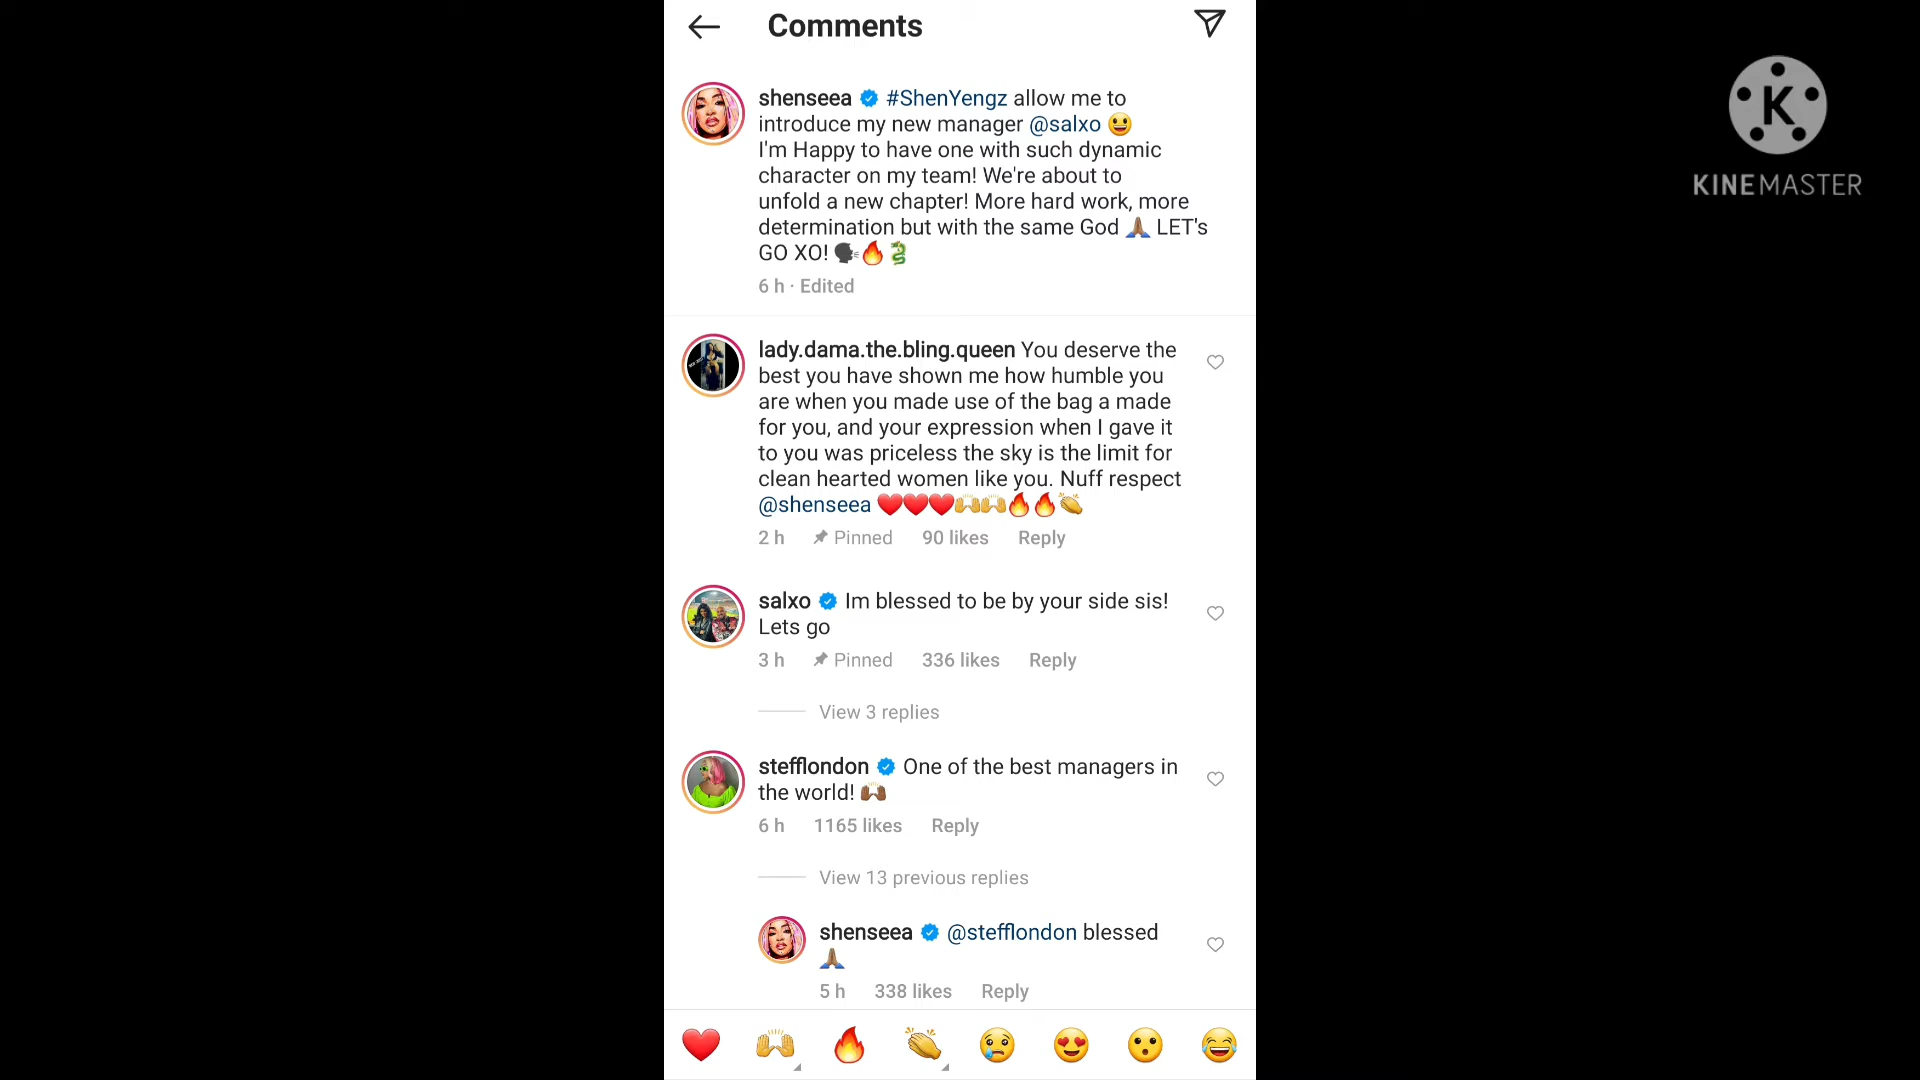 Comments
shenseea #ShenYengz allow me to
introduce my new manager @salxo 😃
I'm Happy to have one with such dynamic
character on my team! We're about to
unfold a new chapter! More hard work, more
determination but with the same God 🙏🏽 LET's
GO XO! 🗣🔥🐉
6 h · Edited
lady.dama.the.bling.queen You deserve the
best you have shown me how humble you
are when you made use of the bag a made
for you, and your expression when I gave it
to you was priceless the sky is the limit for
clean hearted women like you. Nuff respect
@shenseea ❤️❤️❤️🙌🙌🔥🔥👏
2 h Pinned 90 likes Reply
salxo Im blessed to be by your side sis!
Lets go
3 h Pinned 336 likes Reply
View 3 replies
stefflondon One of the best managers in
the world! 🙌🏾
6 h 1165 likes Reply
View 13 previous replies
shenseea @stefflondon blessed
🙏🏽
5 h 338 likes Reply
❤️🙌🔥👏😢😍😮😂
K
KINEMASTER